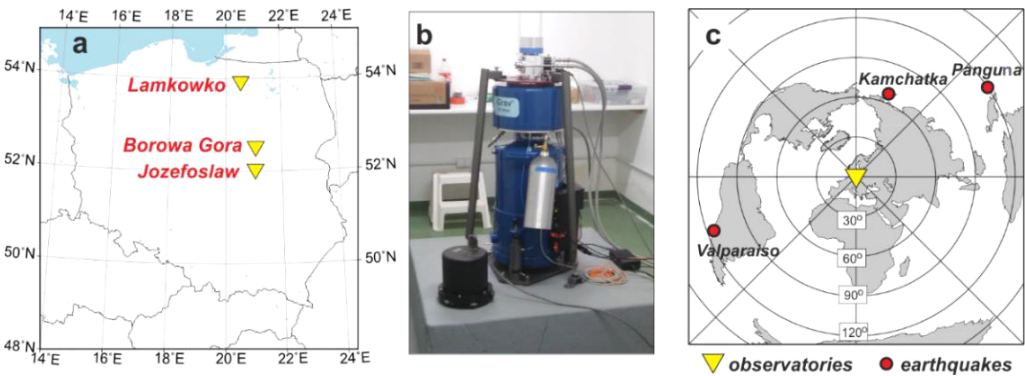 14°E 16°E 18°E 20°E 22°E
a
54°N
54°N
Lamkowko
Borowa Gora
52°N
52°N
Jozefoslaw
50°N
50°N
48°N
14°E 16°E 18°E 20°E 22°E 24°E
b
c
Kamchatka
Panguna
Valparaiso
30°
60°
90°
120°
observatories
earthquakes